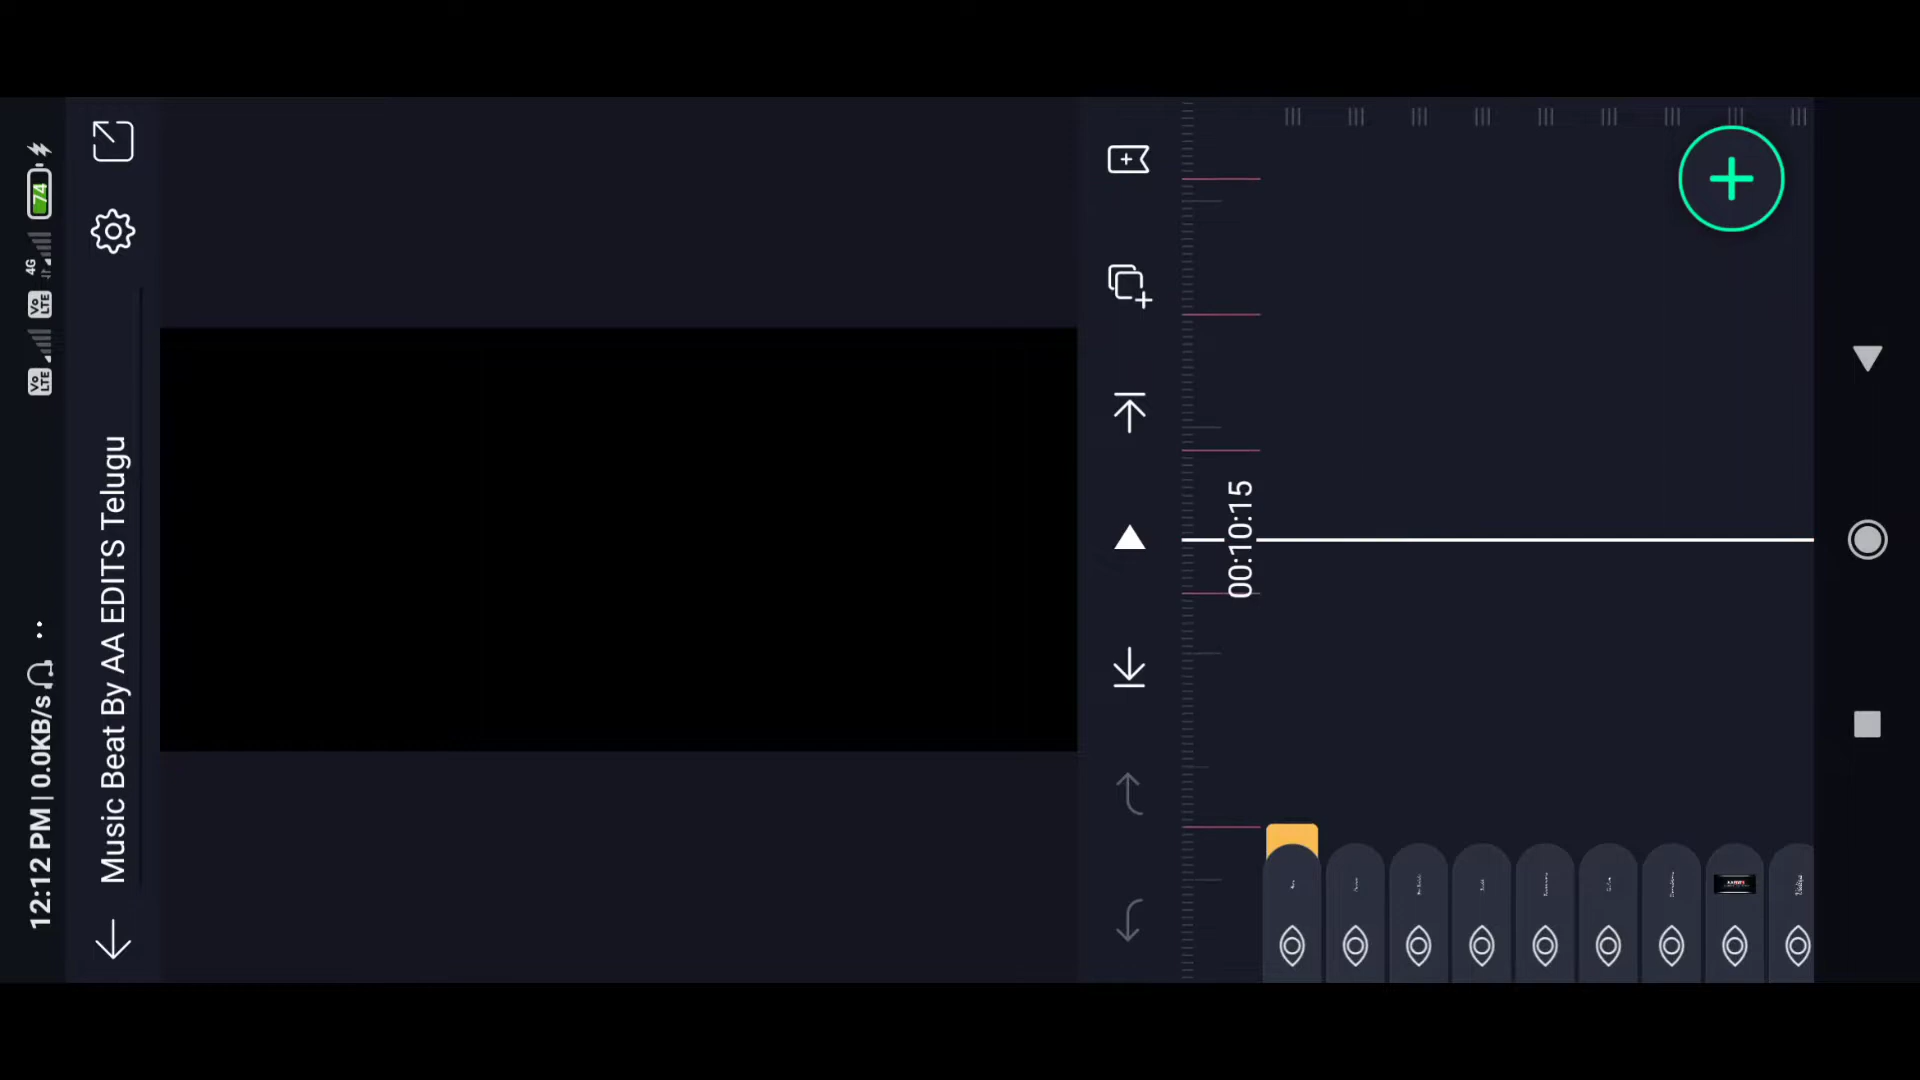 12:12 PM | 0.0KB/s
Vo LTE
Vo LTE
4G
74
Music Beat By AA EDITS Telugu
00:10:15